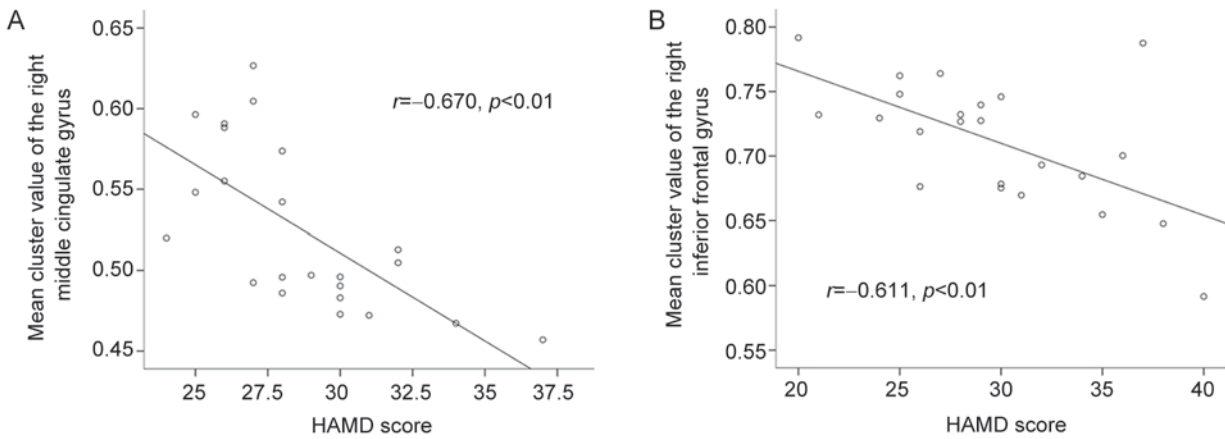 A
Mean cluster value of the right
middle cingulate gyrus
0.65
0.60
0.55
0.50
0.45
r=−0.670, p<0.01
25
27.5
30
32.5
35
37.5
HAMD score
B
Mean cluster value of the right
inferior frontal gyrus
0.80
0.75
0.70
0.65
0.60
0.55
r=−0.611, p<0.01
20
25
30
35
40
HAMD score